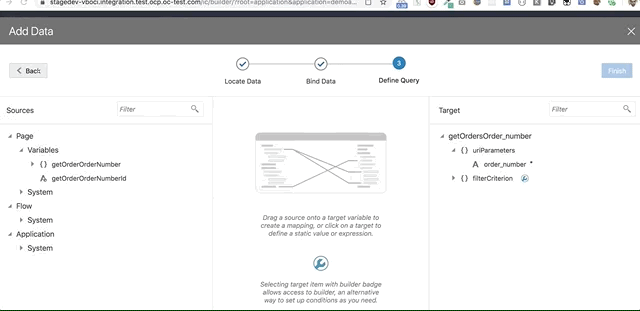 stagedev-vboci.integration.test.ocp.oc-test.com/ic/builder/?root=application&application=demoa...
Add Data
Back
Locate Data
Bind Data
3
Define Query
Finish
Sources
Filter
Page
Variables
{ } getOrderOrderNumber
A getOrderOrderNumberId
System
Flow
System
Application
System
Drag a source onto a target variable to
create a mapping, or click on a target to
define a static value or expression.
Selecting target item with builder badge
allows access to builder, an alternative
way to set up conditions as you need.
Target
Filter
getOrdersOrder_number
{ } uriParameters
A order_number *
{ } filterCriterion